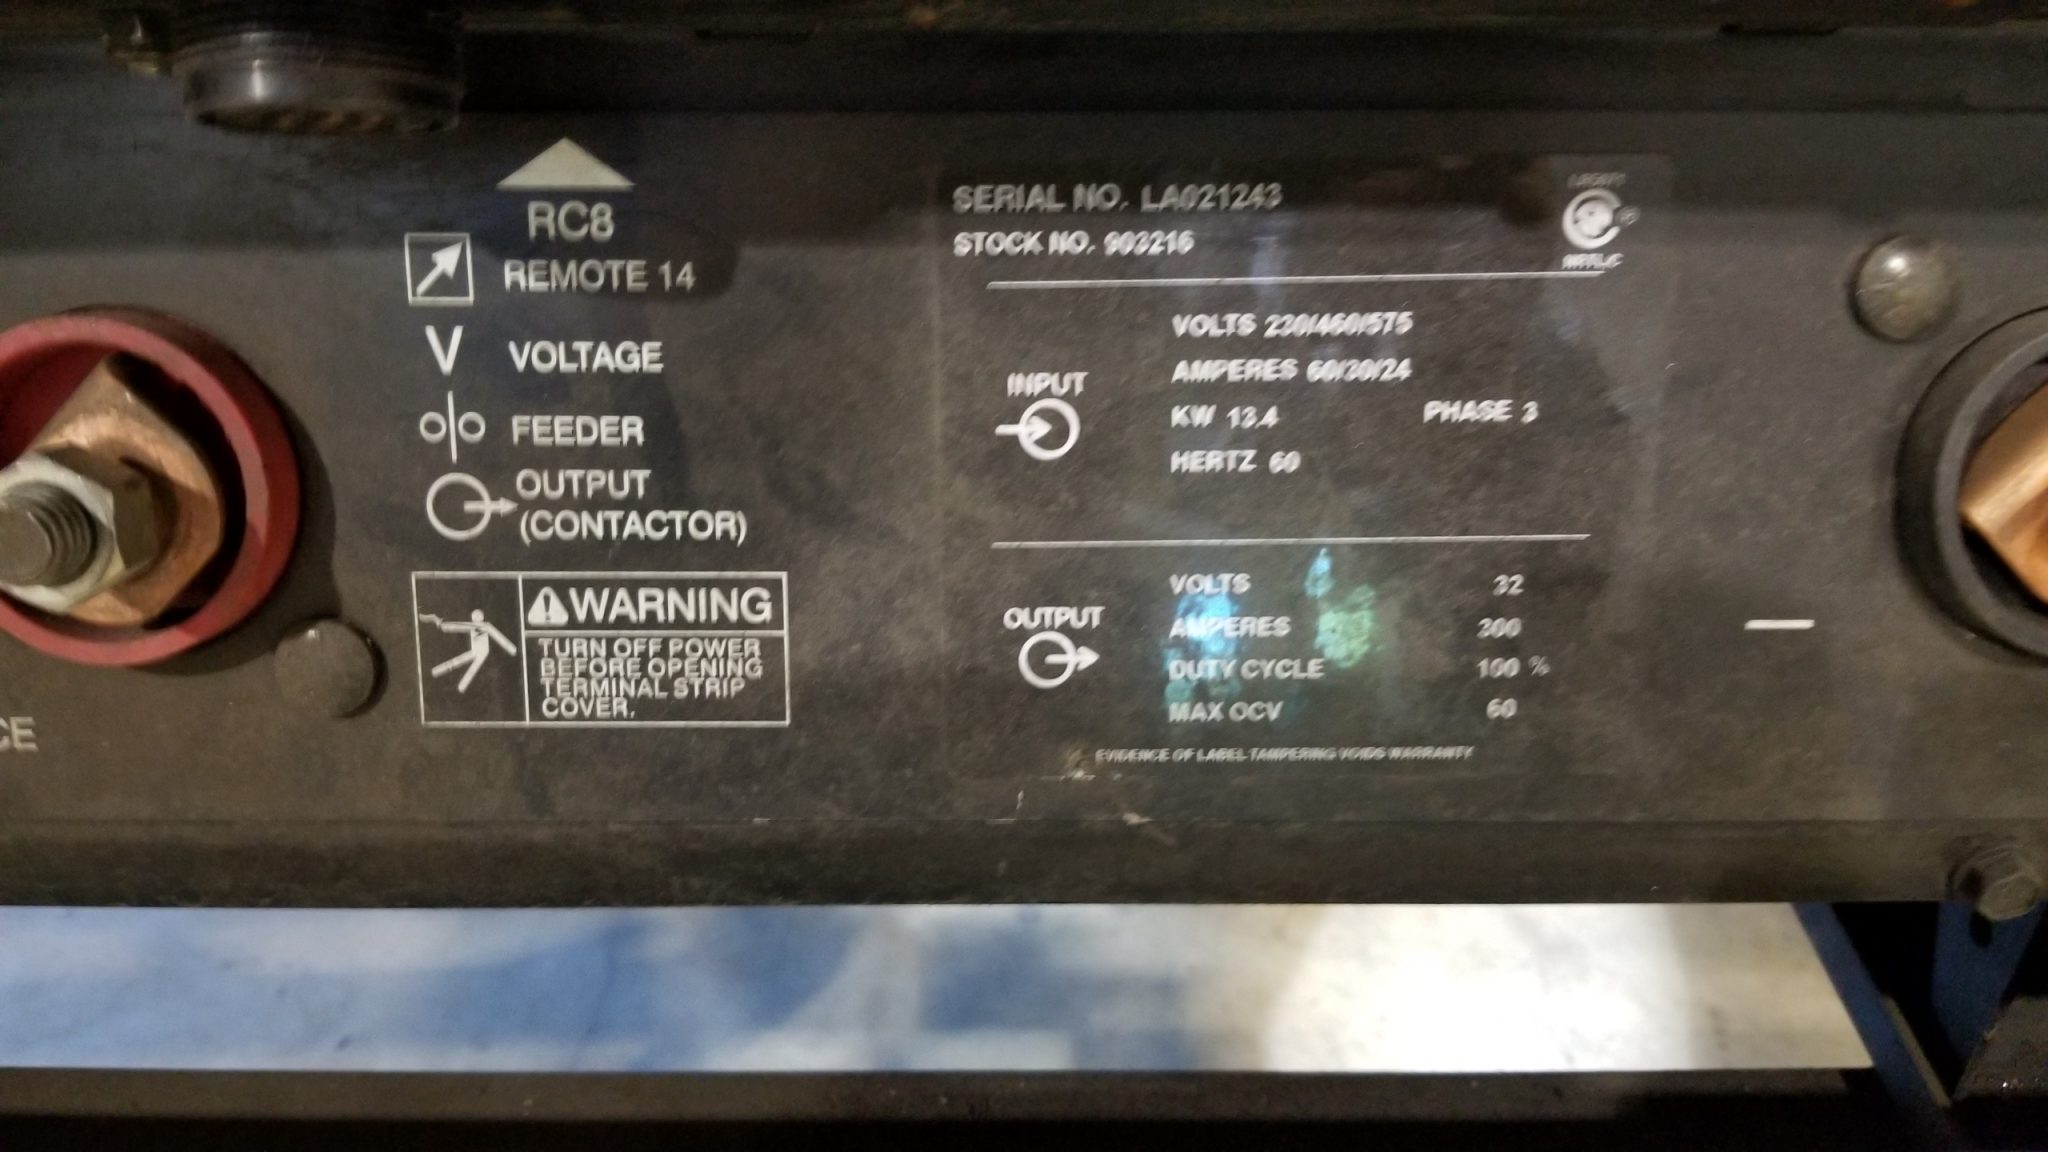 RC8
REMOTE 14
V VOLTAGE
FEEDER
OUTPUT
(CONTACTOR)
WARNING
TURN OFF POWER
BEFORE OPENING
TERMINAL STRIP
COVER.
CE
SERIAL NO. LA021243
STOCK NO. 903216
NRTL/C
INPUT
VOLTS 230/460/575
AMPERES 60/30/24
KW 13.4 PHASE 3
HERTZ 60
OUTPUT
VOLTS 32
AMPERES 300
DUTY CYCLE 100 %
MAX OCV 60
EVIDENCE OF LABEL TAMPERING VOIDS WARRANTY